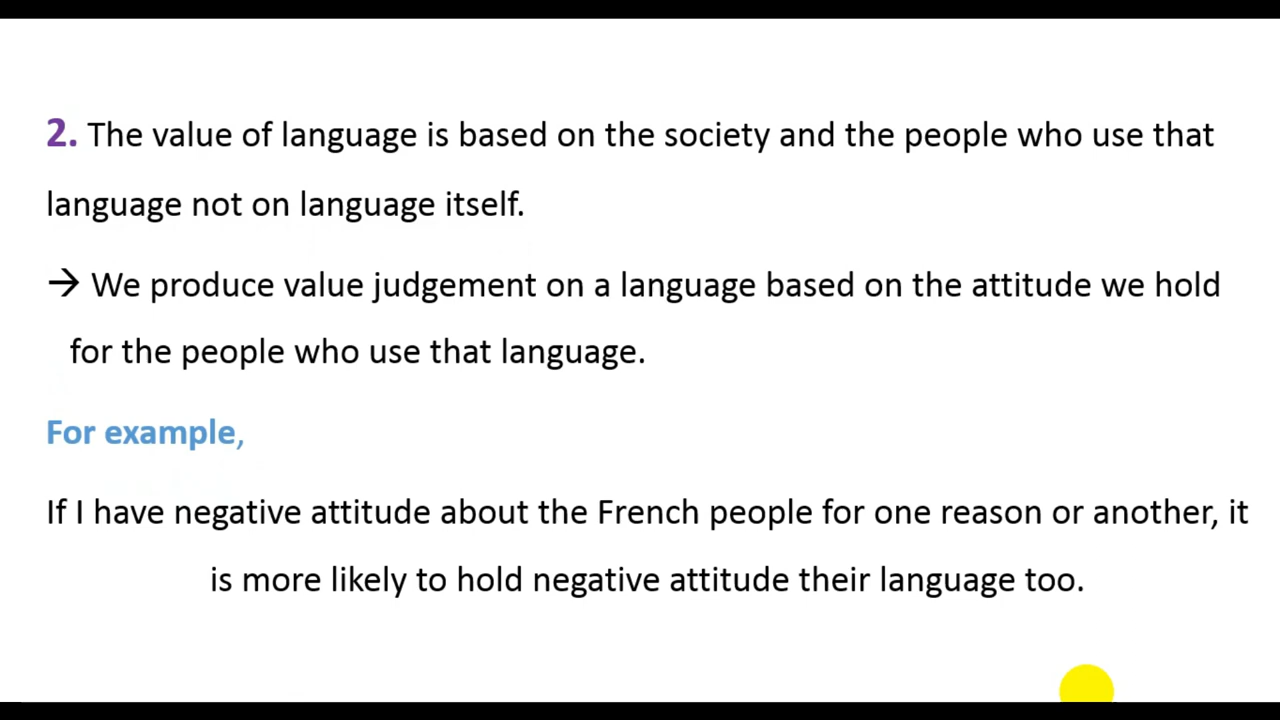 2. The value of language is based on the society and the people who use that
language not on language itself.
→ We produce value judgement on a language based on the attitude we hold
for the people who use that language.
For example,
If I have negative attitude about the French people for one reason or another, it
is more likely to hold negative attitude their language too.